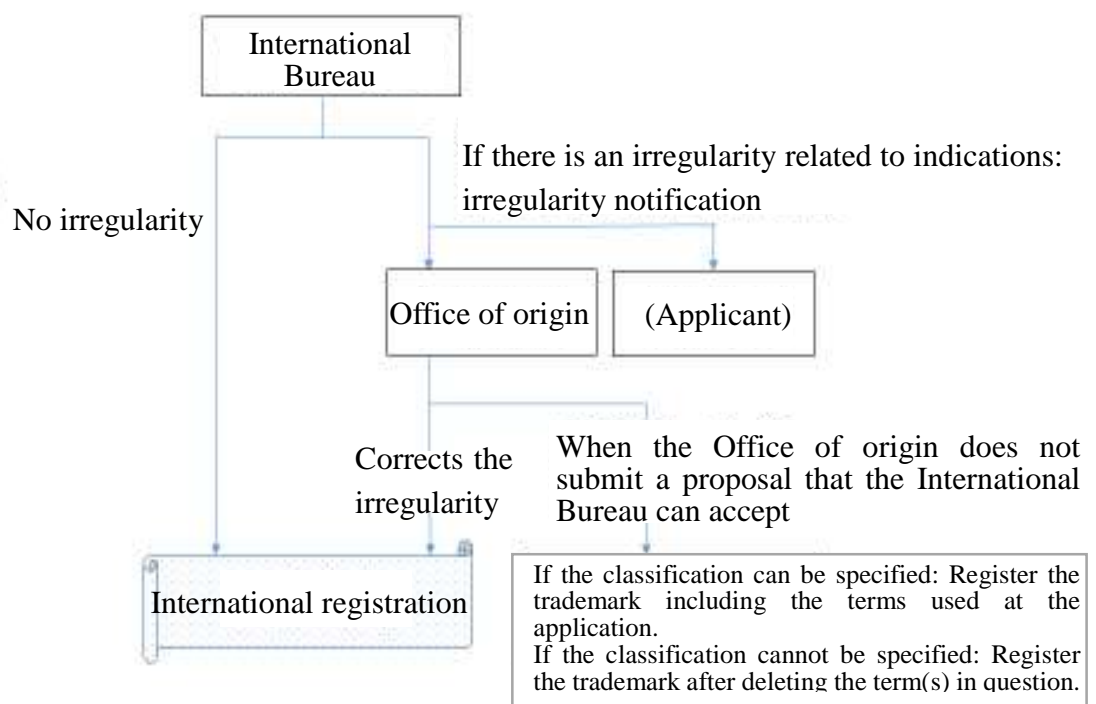 International
Bureau
If there is an irregularity related to indications:
irregularity notification
No irregularity
Office of origin
(Applicant)
Corrects the
irregularity
When the Office of origin does not
submit a proposal that the International
Bureau can accept
International registration
If the classification can be specified: Register the
trademark including the terms used at the
application.
If the classification cannot be specified: Register
the trademark after deleting the term(s) in question.